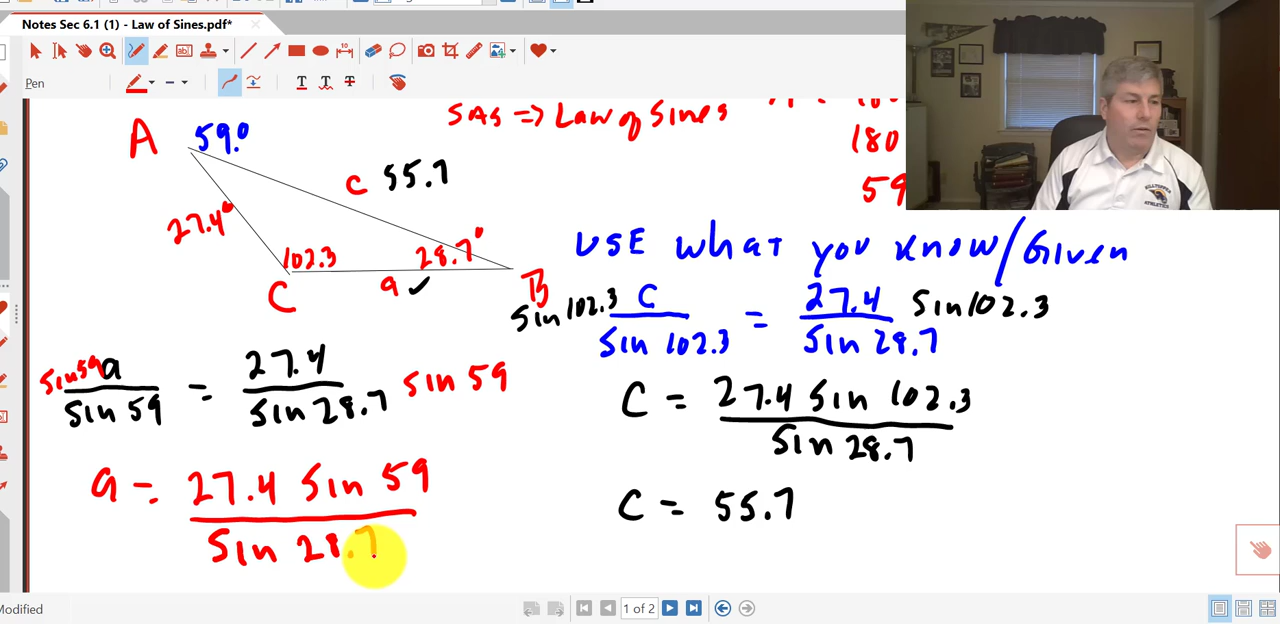 Notes Sec 6.1 (1) - Law of Sines.pdf*
Pen
SAS => Law of Sines
180
59
A 59.0
c 55.7
27.4°
102.3 28.7°
C a B
USE what you know/Given
sin 102.3 C / sin 102.3 = 27.4 / sin 28.7 sin 102.3
sin 59 a / sin 59 = 27.4 / sin 28.7 sin 59
C = 27.4 sin 102.3 / sin 28.7
a = 27.4 sin 59 / sin 28.7
C = 55.7
Modified
1 of 2